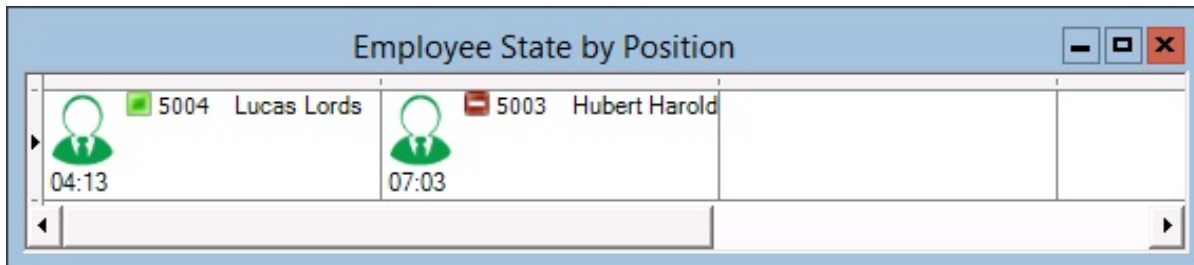 Employee State by Position
5004 Lucas Lords
04:13
5003 Hubert Harold
07:03